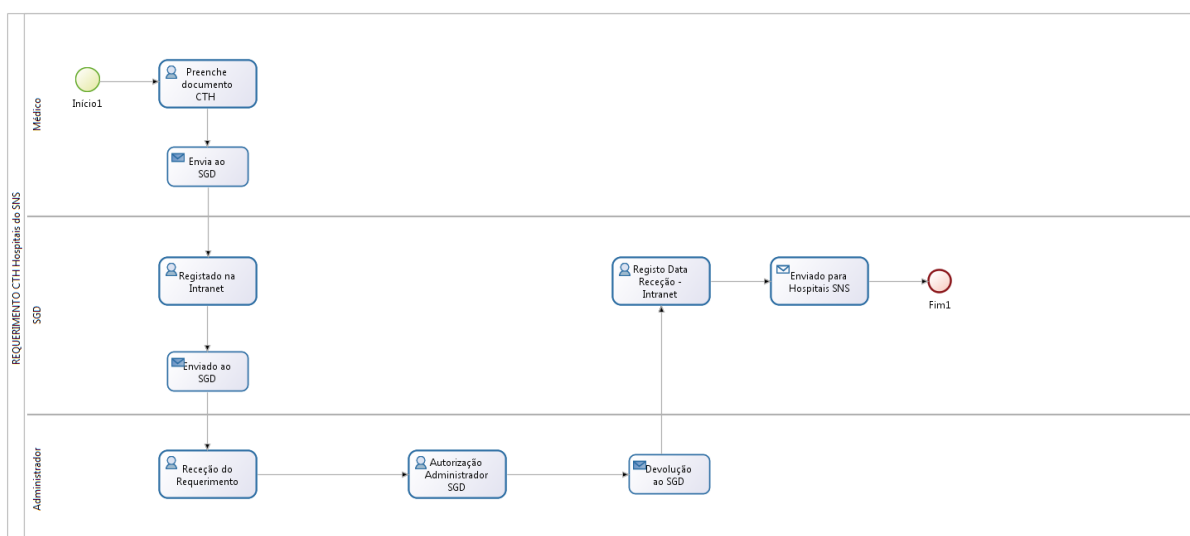 REQUERIMENTO CTH Hospitais do SNS
Médico
Início1
Preenche
documento
CTH
Envia ao
SGD
SGD
Registado na
Intranet
Enviado ao
SGD
Registo Data
Receção -
Intranet
Enviado para
Hospitais SNS
Fim1
Administrador
Receção do
Requerimento
Autorização
Administrador
SGD
Devolução
ao SGD